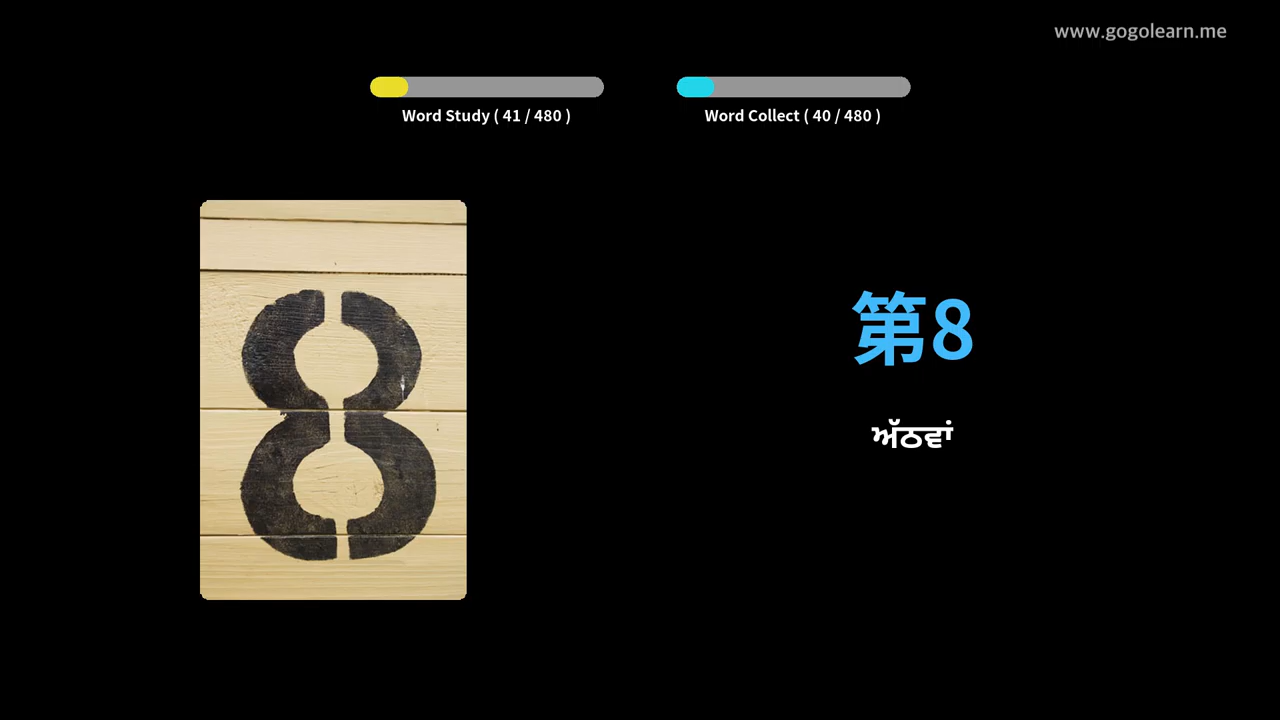 www.gogolearn.me
Word Study ( 41 / 480 )
Word Collect ( 40 / 480 )
8
第8
ਅੱਠਵਾਂ